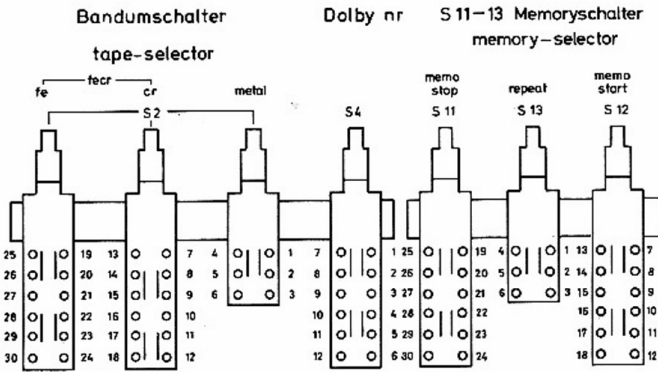 Bandumschalter Dolby nr S 11-13 Memoryschalter
tape-selector memory-selector
fecr
fe cr metal memo stop repeat memo start
S2 S4 S 11 S 13 S 12
25 19 13 7 4 1 7 1 25 19 4 1 13 7
26 20 14 8 5 2 8 2 26 20 5 2 14 8
27 21 15 9 6 3 9 3 27 21 6 3 15 9
28 22 16 10 10 4 28 22 16 10
29 23 17 11 11 5 29 23 17 11
30 24 18 12 12 6 30 24 18 12